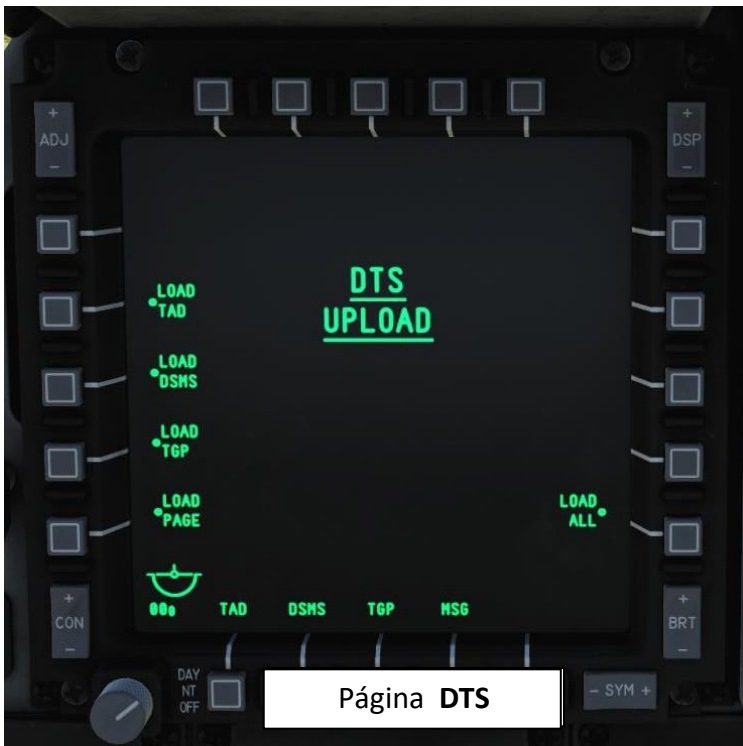 +
ADJ
-
+
DSP
-
DTS
UPLOAD
LOAD
TAD
LOAD
DSMS
LOAD
TGP
LOAD
PAGE
LOAD
ALL
00
TAD DSMS TGP MSG
+
CON
-
+
BRT
-
DAY
NT
OFF
Página DTS
- SYM +